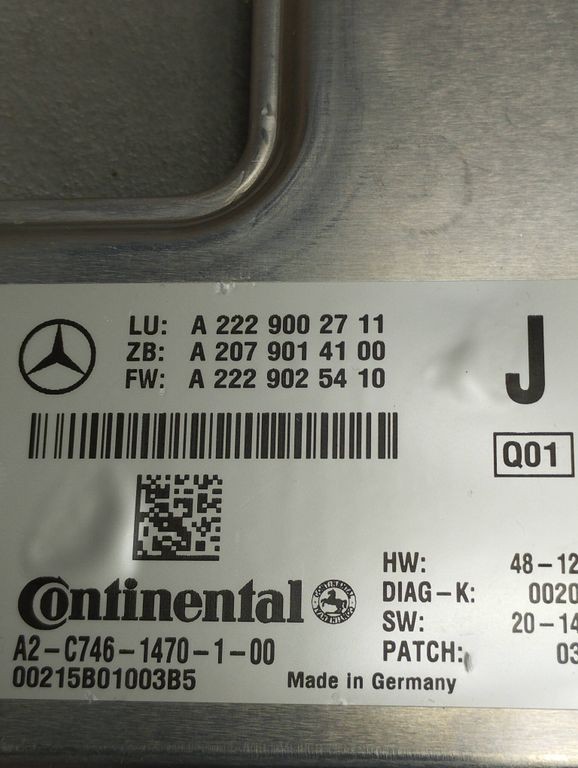 LU: A 222 900 27 11
ZB: A 207 901 41 00
FW: A 222 902 54 10
J
Q01
HW: 48-12
DIAG-K: 0020
SW: 20-14
PATCH: 03
Continental
CONTINENTAL
A2-C746-1470-1-00
00215B01003B5
Made in Germany